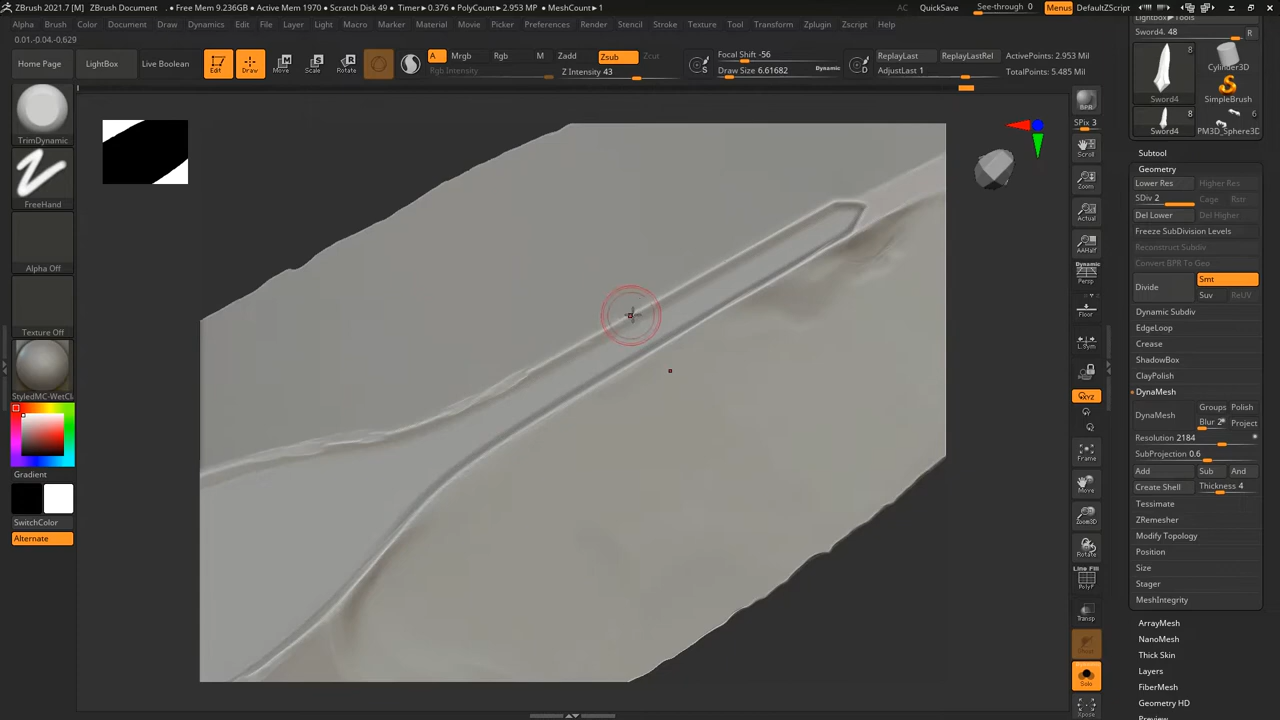 ZBrush 2021.7 [M]   ZBrush Document   • Free Mem 9.236GB • Active Mem 1970 • Scratch Disk 49 • Timer▸0.376 • PolyCount▸2.953 MP • MeshCount▸1
AC QuickSave See-through 0 Menus DefaultZScript
Alpha Brush Color Document Draw Dynamics Edit File Layer Light Macro Marker Material Movie Picker Preferences Render Stencil Stroke Texture Tool Transform Zplugin Zscript Help
0.01,-0.04,-0.629
Home Page LightBox Live Boolean Edit Draw Move Scale Rotate
A Mrgb Rgb M Zadd Zsub Zcut
Rgb Intensity Z Intensity 43
S Focal Shift -56
Draw Size 6.61682 Dynamic
D ReplayLast ReplayLastRel
AdjustLast 1
ActivePoints: 2.953 Mil
TotalPoints: 5.485 Mil
TrimDynamic
FreeHand
Alpha Off
Texture Off
Gradient
SwitchColor
Alternate
BPR
SPix 3
Scroll
Zoom
Actual
AAHalf
Dynamic
Persp
Floor
L.Sym
XYZ
Frame
Move
Zoom3D
Rotate
Line Fill
PolyF
Transp
Solo
Xpose
Lightbox▸Tools
Sword4. 48 R
8
Sword4
Cylinder3D
SimpleBrush
8 6
Sword4 PM3D_Sphere3D
Subtool
Geometry
Lower Res Higher Res
SDiv 2 Cage Rstr
Del Lower Del Higher
Freeze SubDivision Levels
Reconstruct Subdiv
Convert BPR To Geo
Divide Smt
Suv ReUV
Dynamic Subdiv
EdgeLoop
Crease
ShadowBox
ClayPolish
DynaMesh
DynaMesh Groups Polish
Blur 2 Project
Resolution 2184
SubProjection 0.6
Add Sub And
Create Shell Thickness 4
Tessimate
ZRemesher
Modify Topology
Position
Size
Stager
MeshIntegrity
ArrayMesh
NanoMesh
Thick Skin
Layers
FiberMesh
Geometry HD
Preview